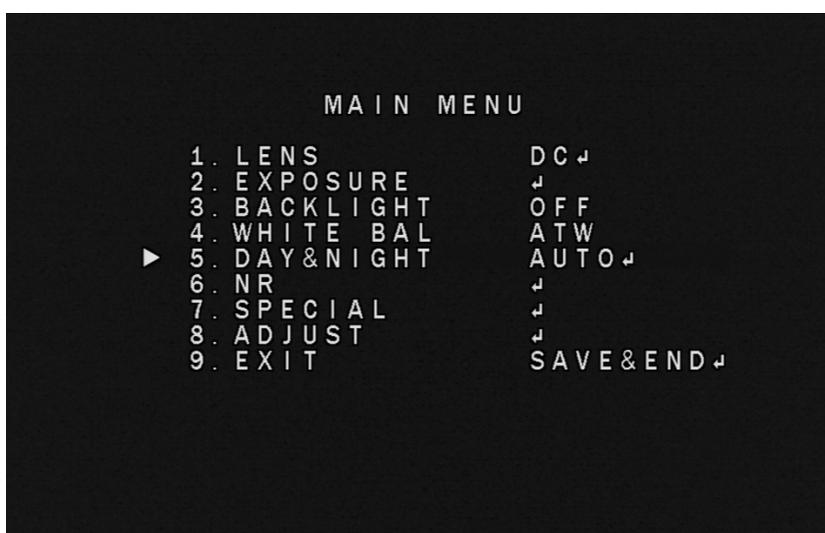 MAIN MENU
1. LENS DC↲
2. EXPOSURE ↲
3. BACKLIGHT OFF
4. WHITE BAL ATW
▶ 5. DAY&NIGHT AUTO↲
6. NR ↲
7. SPECIAL ↲
8. ADJUST ↲
9. EXIT SAVE&END↲